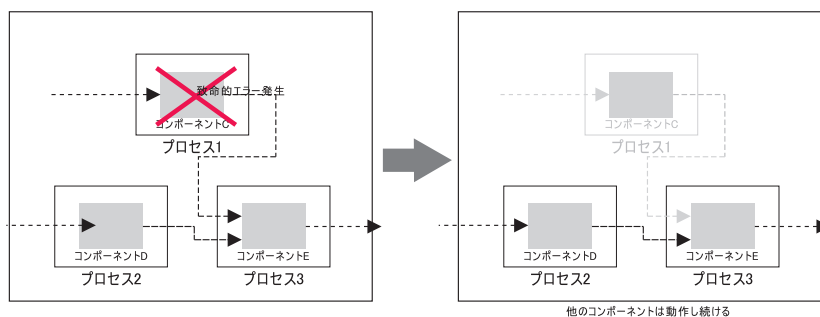 致命的エラー発生
コンポーネントC
プロセス1
コンポーネントD
プロセス2
コンポーネントE
プロセス3
コンポーネントC
プロセス1
コンポーネントD
プロセス2
コンポーネントE
プロセス3
他のコンポーネントは動作し続ける